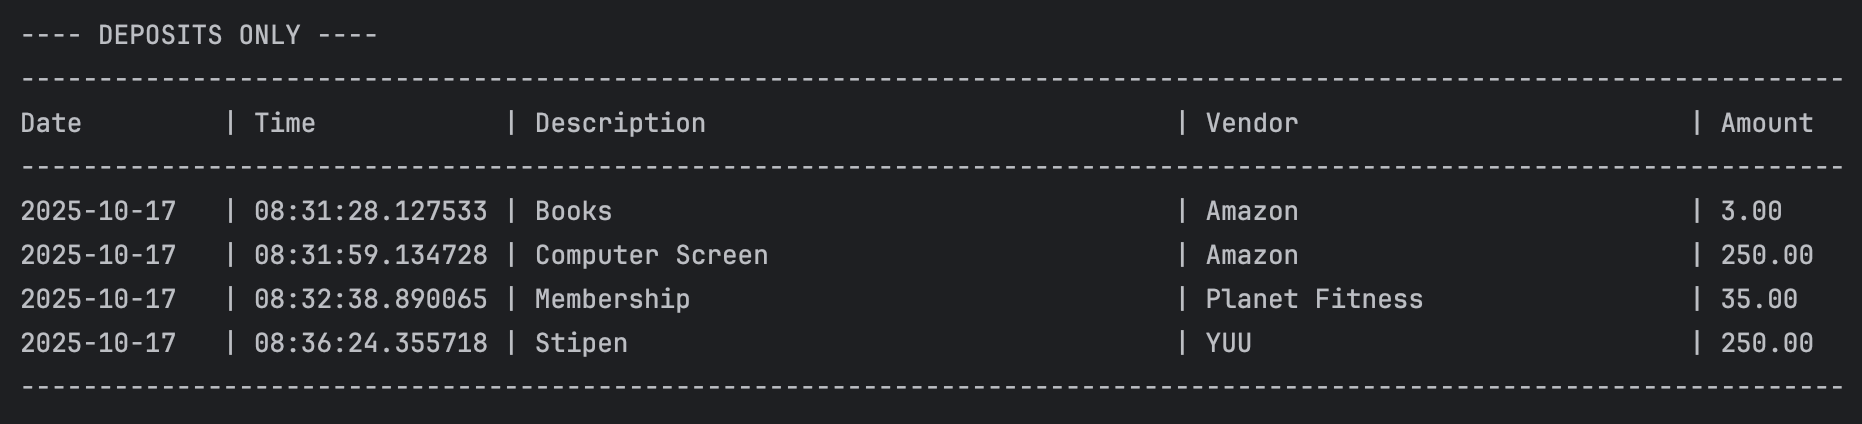 ---- DEPOSITS ONLY ----
---------------------------------------------------------------------------------------------------------------------
Date         | Time            | Description                              | Vendor                         | Amount
---------------------------------------------------------------------------------------------------------------------
2025-10-17   | 08:31:28.127533 | Books                                    | Amazon                         | 3.00
2025-10-17   | 08:31:59.134728 | Computer Screen                          | Amazon                         | 250.00
2025-10-17   | 08:32:38.890065 | Membership                               | Planet Fitness                 | 35.00
2025-10-17   | 08:36:24.355718 | Stipen                                   | YUU                            | 250.00
---------------------------------------------------------------------------------------------------------------------